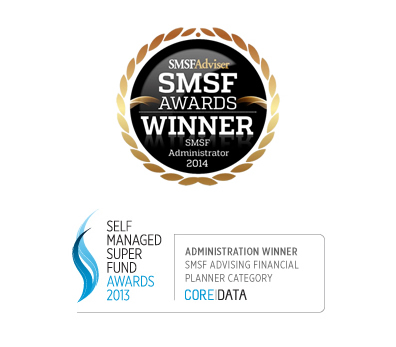 SMSFAdviser
SMSF
AWARDS
WINNER
SMSF
Administrator
2014
SELF
MANAGED
SUPER
FUND
AWARDS
2013
ADMINISTRATION WINNER
SMSF ADVISING FINANCIAL
PLANNER CATEGORY
CORE|DATA